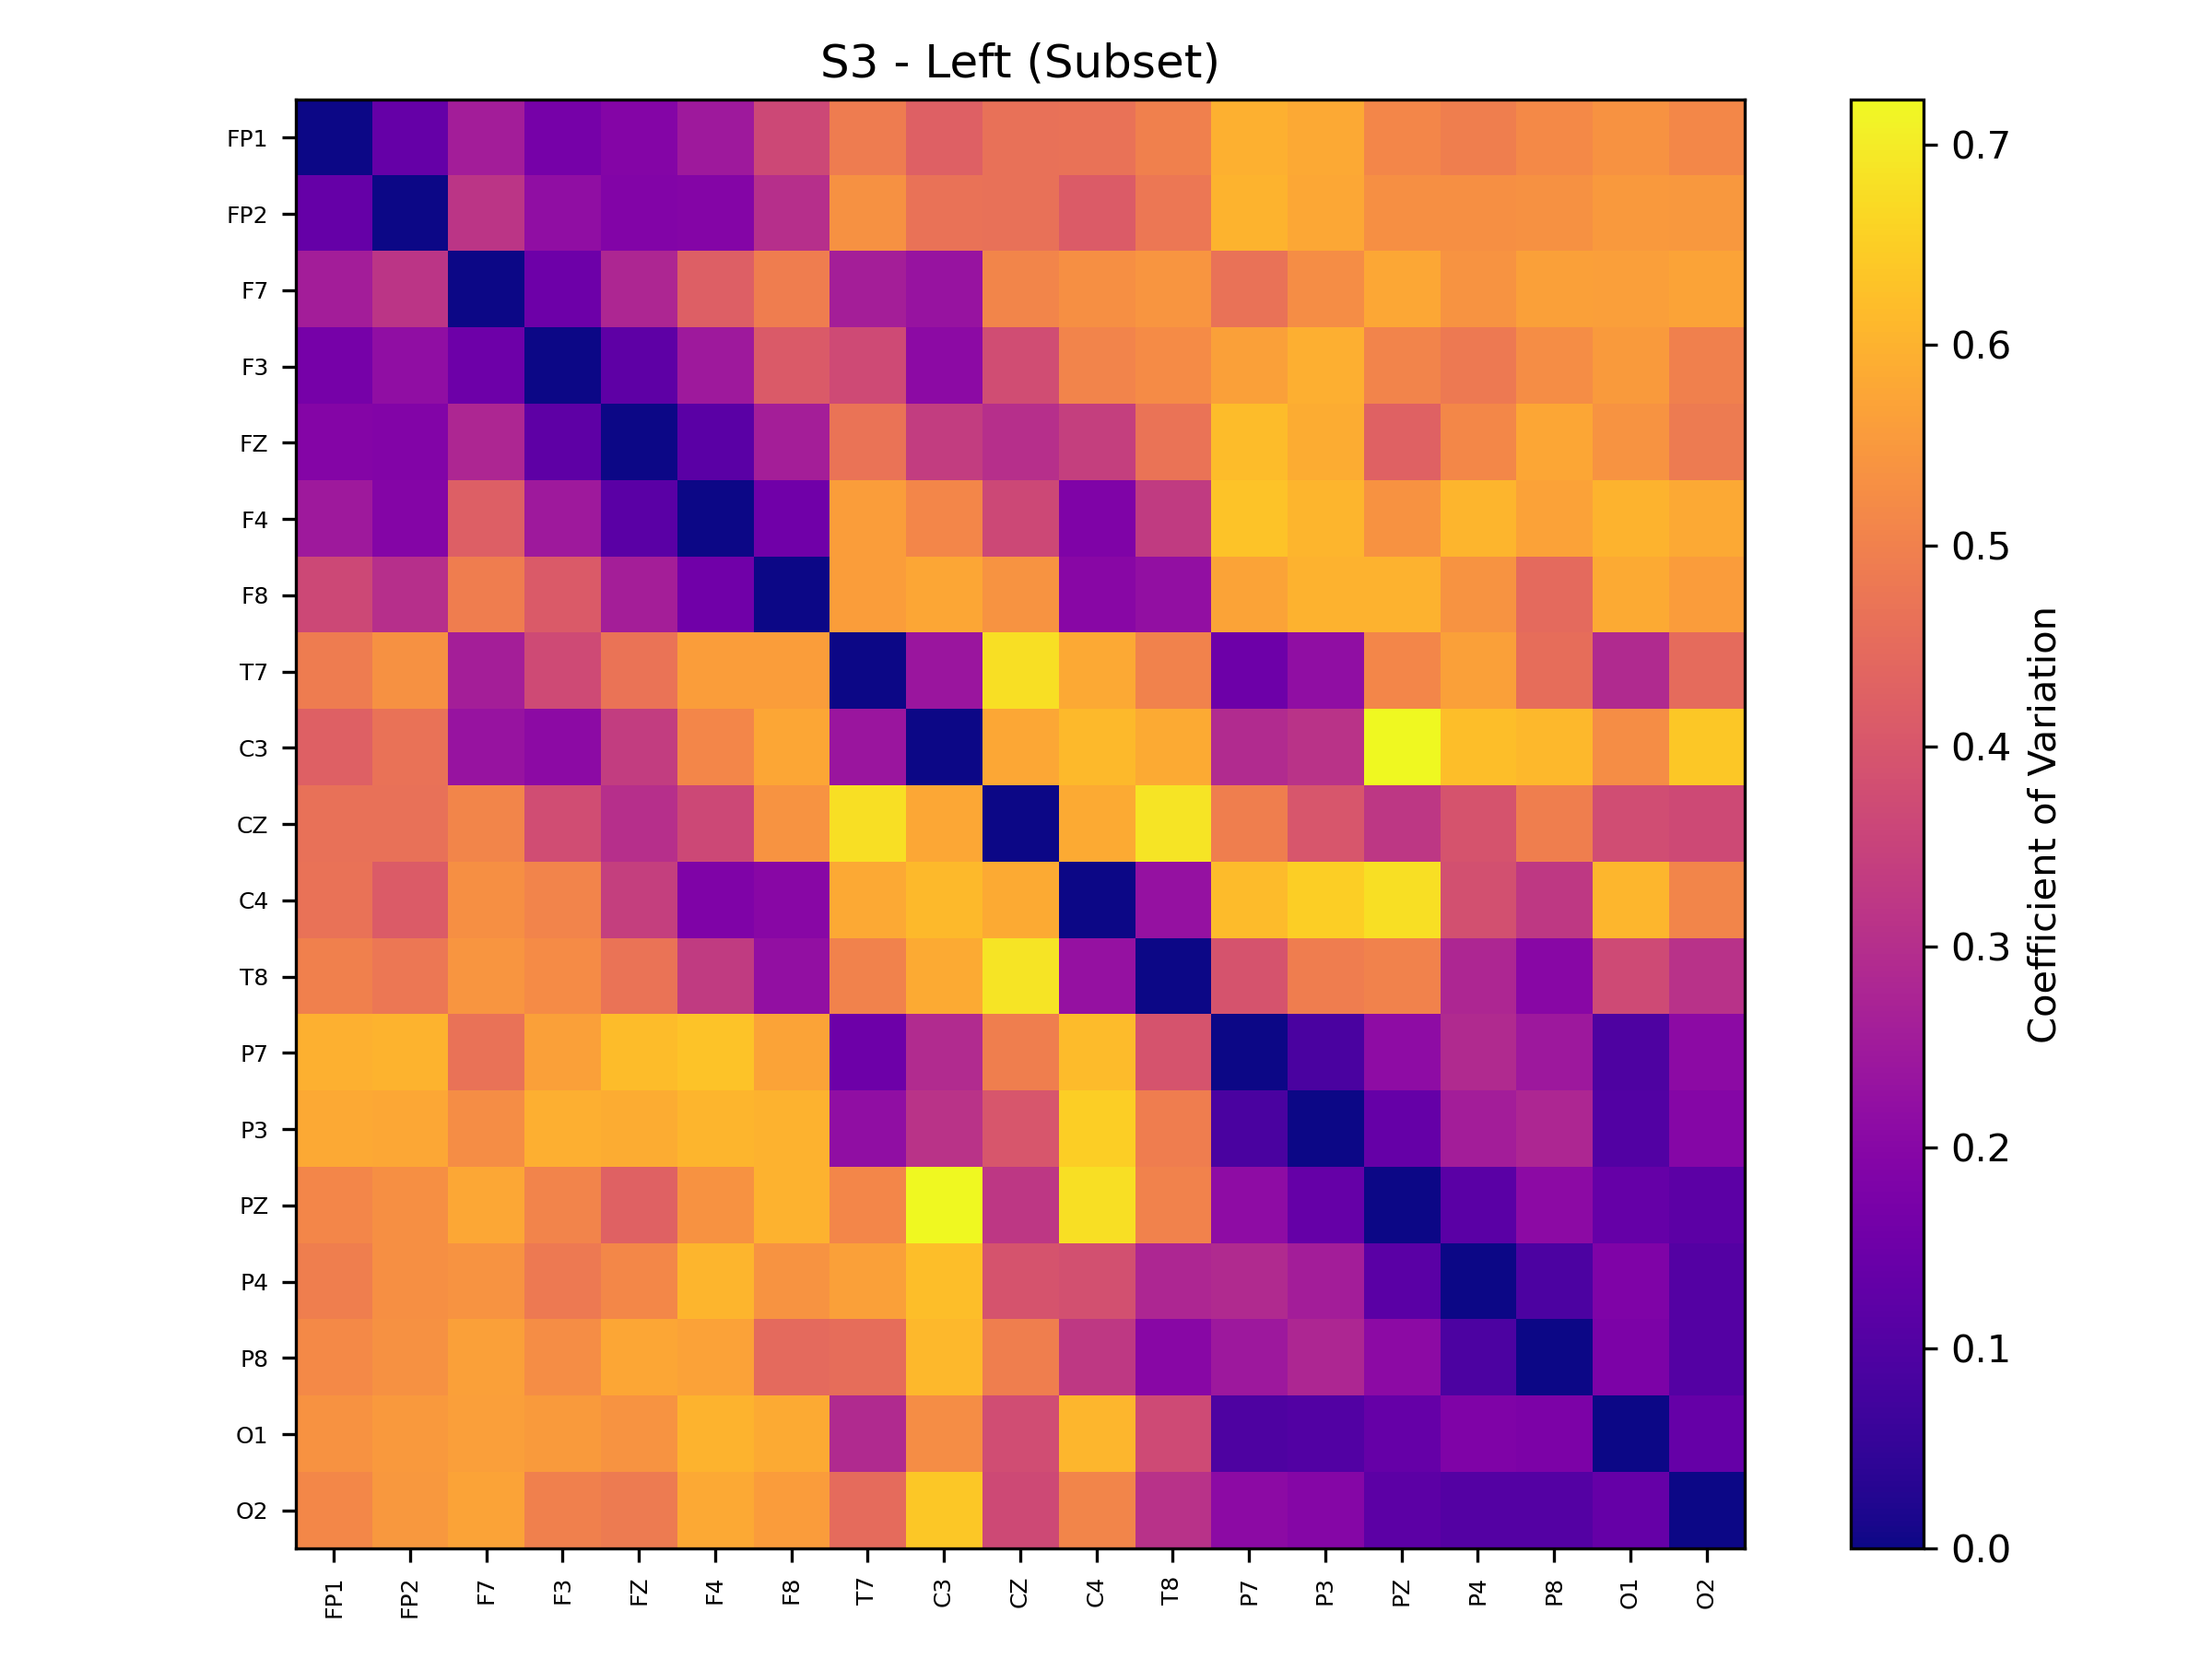 S3 - Left (Subset)
FP1
FP2
F7
F3
FZ
F4
F8
T7
C3
CZ
C4
T8
P7
P3
PZ
P4
P8
O1
O2
FP1
FP2
F7
F3
FZ
F4
F8
T7
C3
CZ
C4
T8
P7
P3
PZ
P4
P8
O1
O2
0.7
0.6
0.5
0.4
0.3
0.2
0.1
0.0
Coefficient of Variation